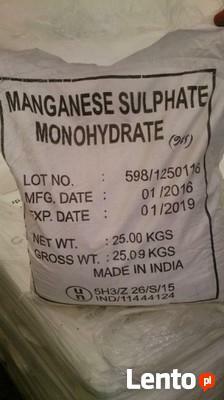 MANGANESE SULPHATE
MONOHYDRATE
LOT NO. : 598/1250116
MFG. DATE : 01/2016
EXP. DATE : 01/2019
NET WT. : 25.00 KGS
GROSS WT. : 25.09 KGS
MADE IN INDIA
un 5H3/Z 26/S/15
IND/11444124
Lento.pl